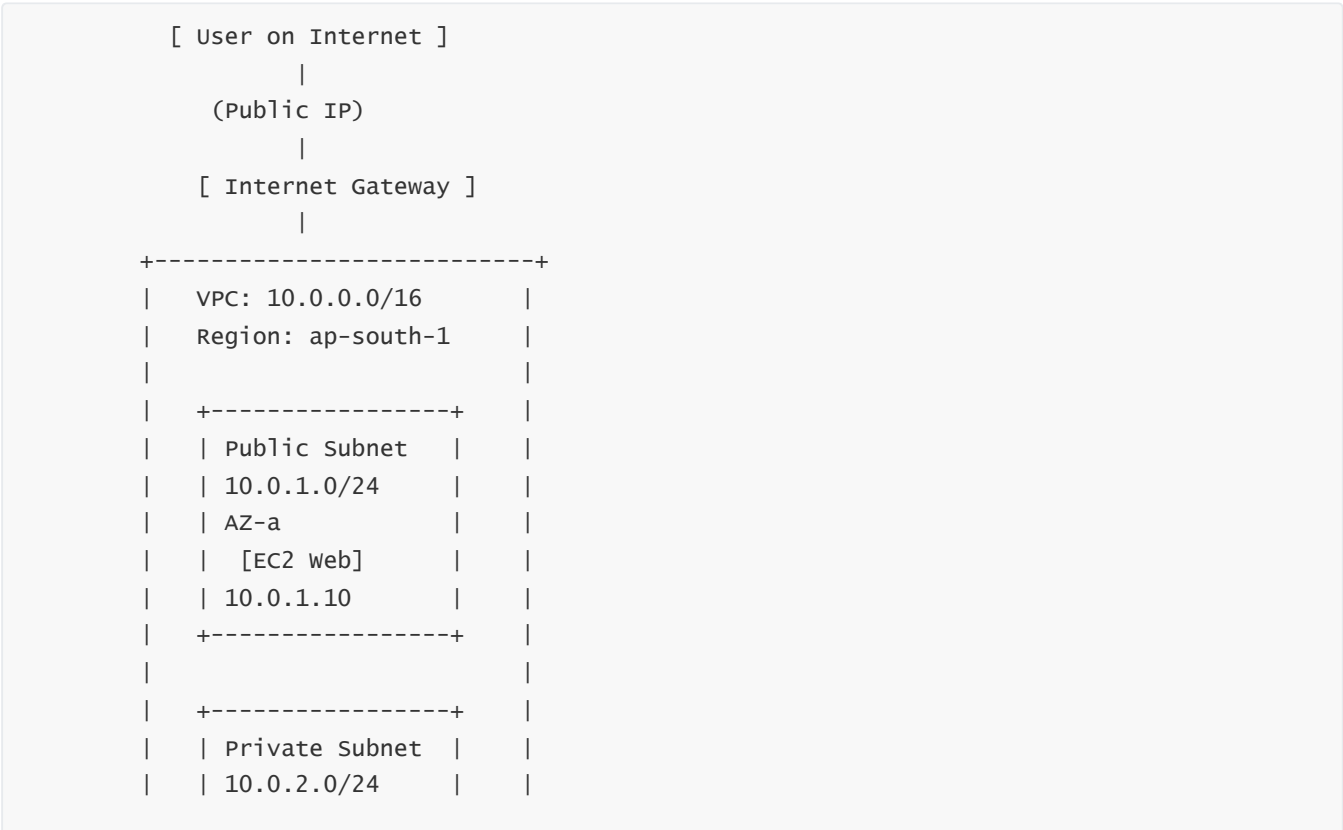 [ User on Internet ]
|
(Public IP)
|
[ Internet Gateway ]
|
+---------------------------+
|   VPC: 10.0.0.0/16       |
|   Region: ap-south-1     |
|                          |
|   +-----------------+    |
|   | Public Subnet   |    |
|   | 10.0.1.0/24     |    |
|   | AZ-a            |    |
|   |  [EC2 Web]      |    |
|   | 10.0.1.10       |    |
|   +-----------------+    |
|                          |
|   +-----------------+    |
|   | Private Subnet  |    |
|   | 10.0.2.0/24     |    |